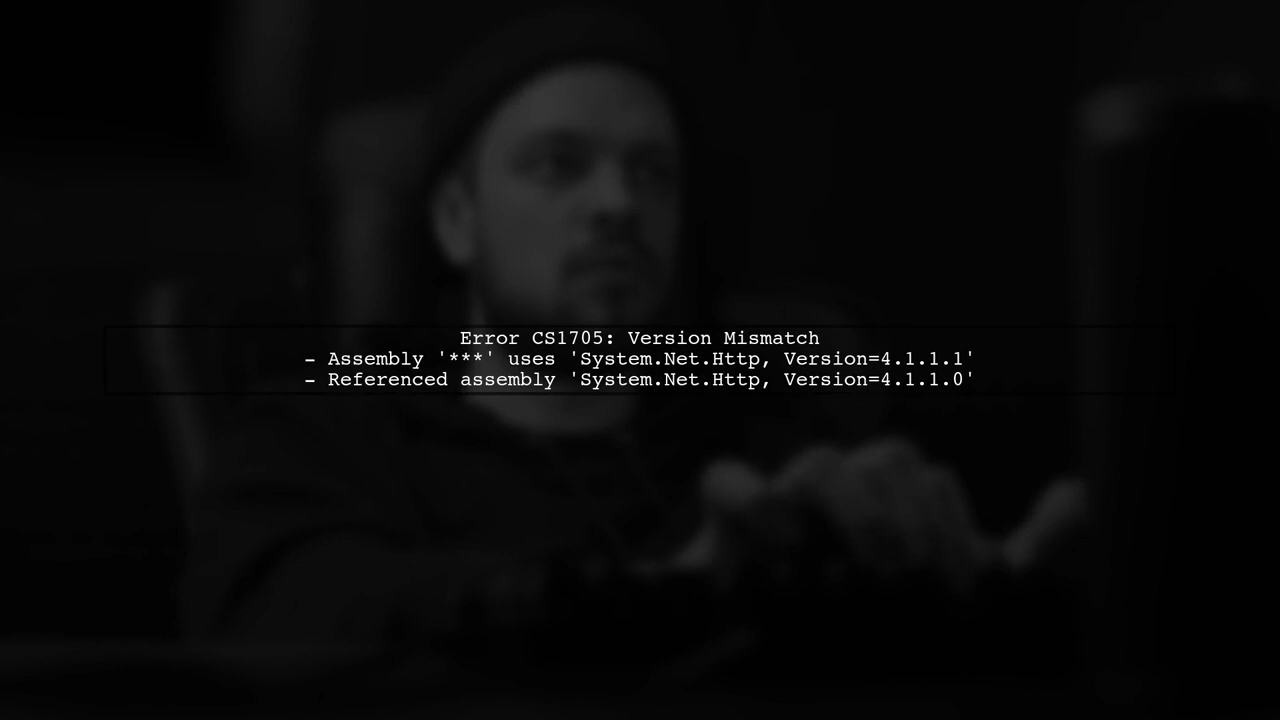 Error CS1705: Version Mismatch
– Assembly '***' uses 'System.Net.Http, Version=4.1.1.1'
– Referenced assembly 'System.Net.Http, Version=4.1.1.0'